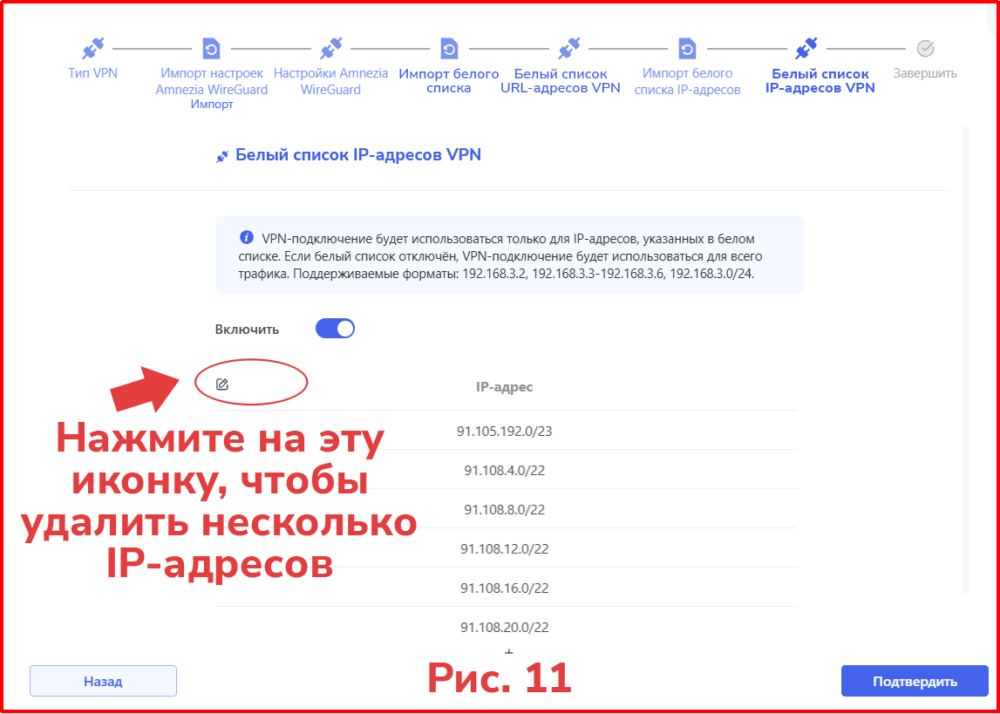 Тип VPN
Импорт настроек
Amnezia WireGuard
Импорт
Настройки Amnezia
WireGuard
Импорт белого
списка
Белый список
URL-адресов VPN
Импорт белого
списка IP-адресов
Белый список
IP-адресов VPN
Завершить
Белый список IP-адресов VPN
VPN-подключение будет использоваться только для IP-адресов, указанных в белом
списке. Если белый список отключён, VPN-подключение будет использоваться для всего
трафика. Поддерживаемые форматы: 192.168.3.2, 192.168.3.3-192.168.3.6, 192.168.3.0/24.
Включить
IP-адрес
Нажмите на эту
иконку, чтобы
удалить несколько
IP-адресов
91.105.192.0/23
91.108.4.0/22
91.108.8.0/22
91.108.12.0/22
91.108.16.0/22
91.108.20.0/22
Назад
Рис. 11
Подтвердить